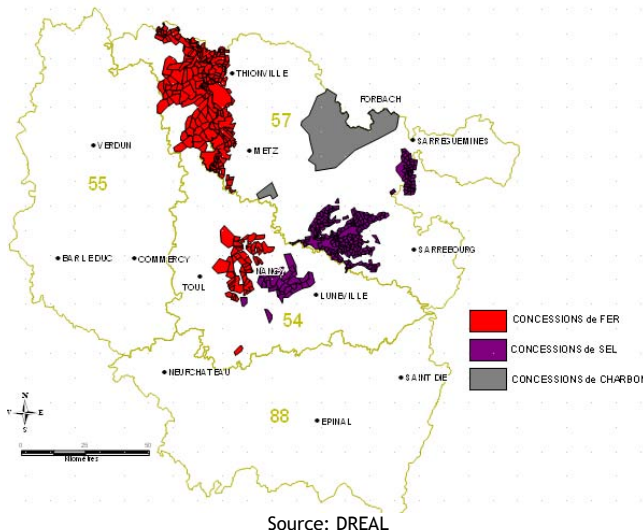 THIONVILLE
FORBACH
57
SARREGUEMINES
VERDUN
METZ
55
BAR LE DUC
COMMERCY
SARREBOURG
TOUL
NANCY
LUNEVILLE
54
CONCESSIONS de FER
CONCESSIONS de SEL
CONCESSIONS de CHARBON
NEUFCHATEAU
SAINT DIE
88
EPINAL
N
E
S
0 25 50
Kilomètres
Source: DREAL